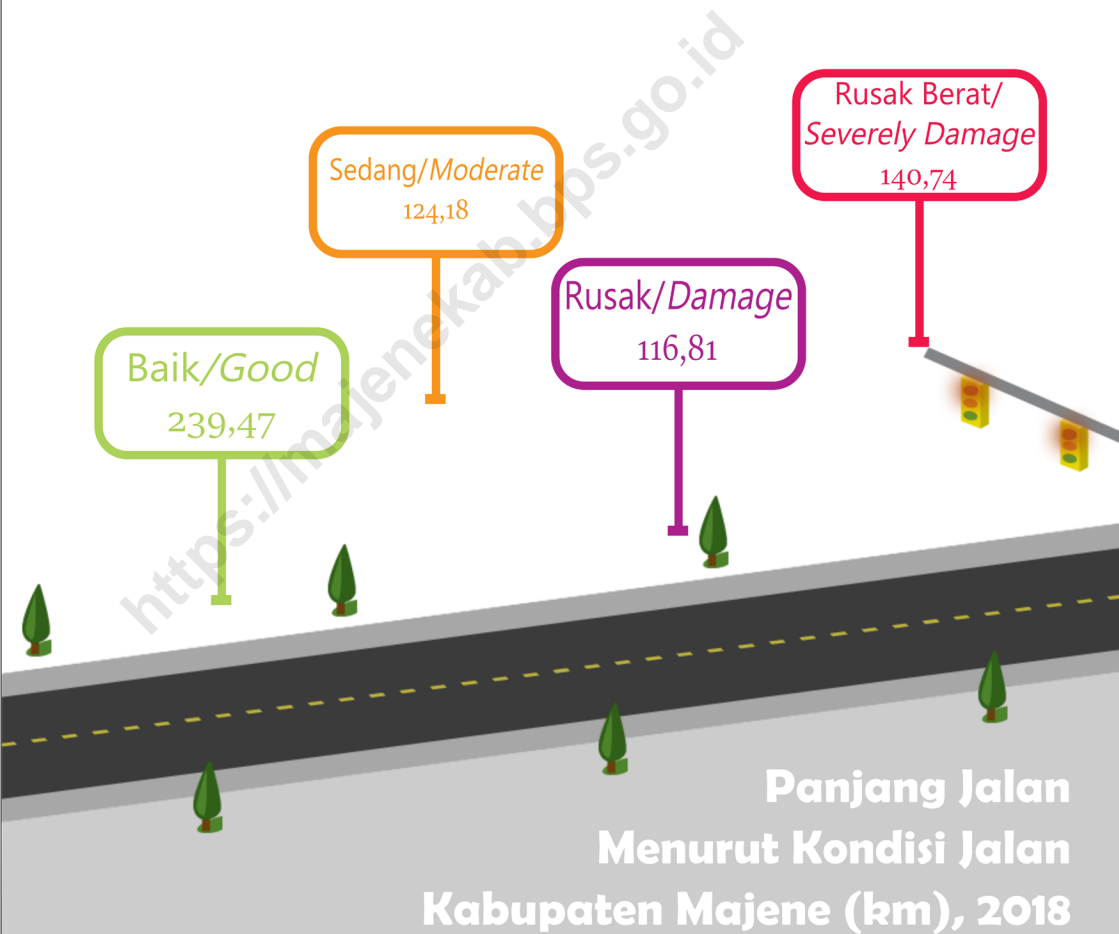 Rusak Berat/
Severely Damage
140,74
Sedang/Moderate
124,18
Rusak/Damage
116,81
Baik/Good
239,47
https://majenekab.bps.go.id
Panjang Jalan
Menurut Kondisi Jalan
Kabupaten Majene (km), 2018